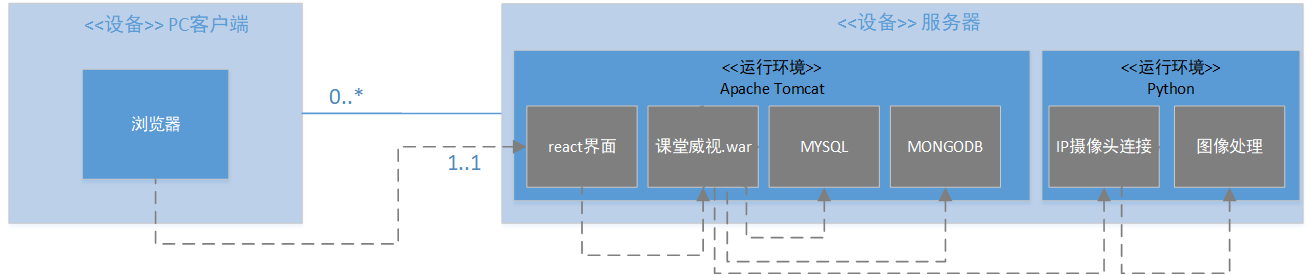 <<设备>> PC客户端
浏览器
0..*
1..1
<<设备>> 服务器
<<运行环境>>
Apache Tomcat
react界面
课堂威视.war
MYSQL
MONGODB
<<运行环境>>
Python
IP摄像头连接
图像处理